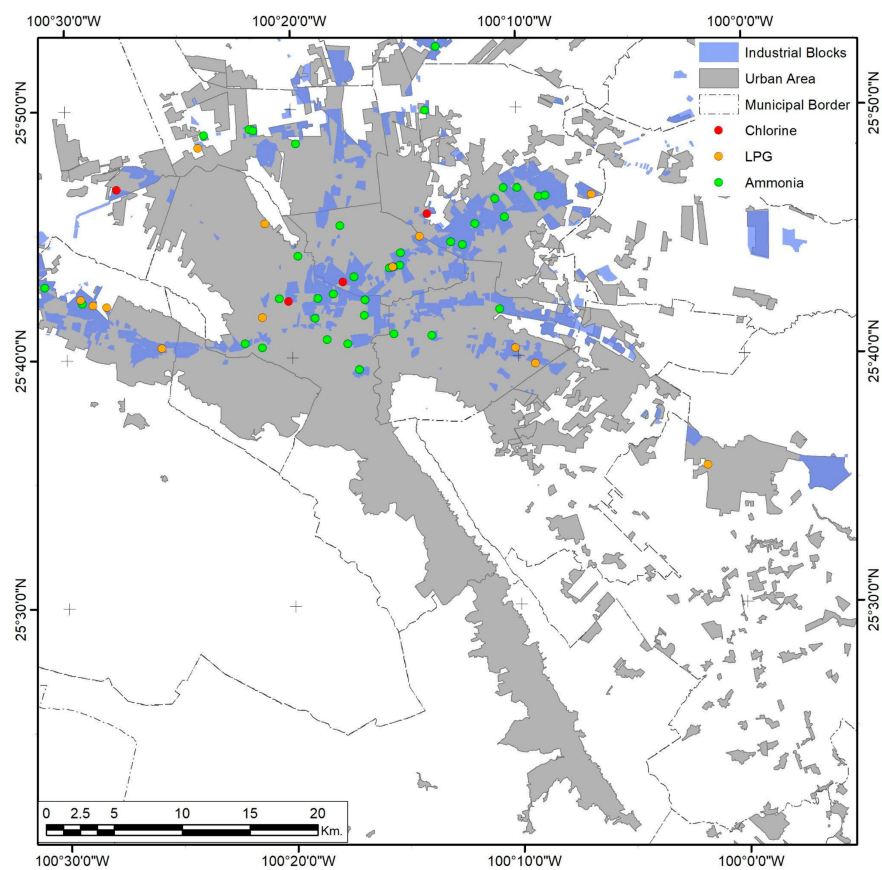 100°30'0"W 100°20'0"W 100°10'0"W 100°0'0"W
25°50'0"N 25°50'0"N
Industrial Blocks
Urban Area
Municipal Border
Chlorine
LPG
Ammonia
25°40'0"N 25°40'0"N
25°30'0"N 25°30'0"N
0 2.5 5 10 15 20
Km.
100°30'0"W 100°20'0"W 100°10'0"W 100°0'0"W